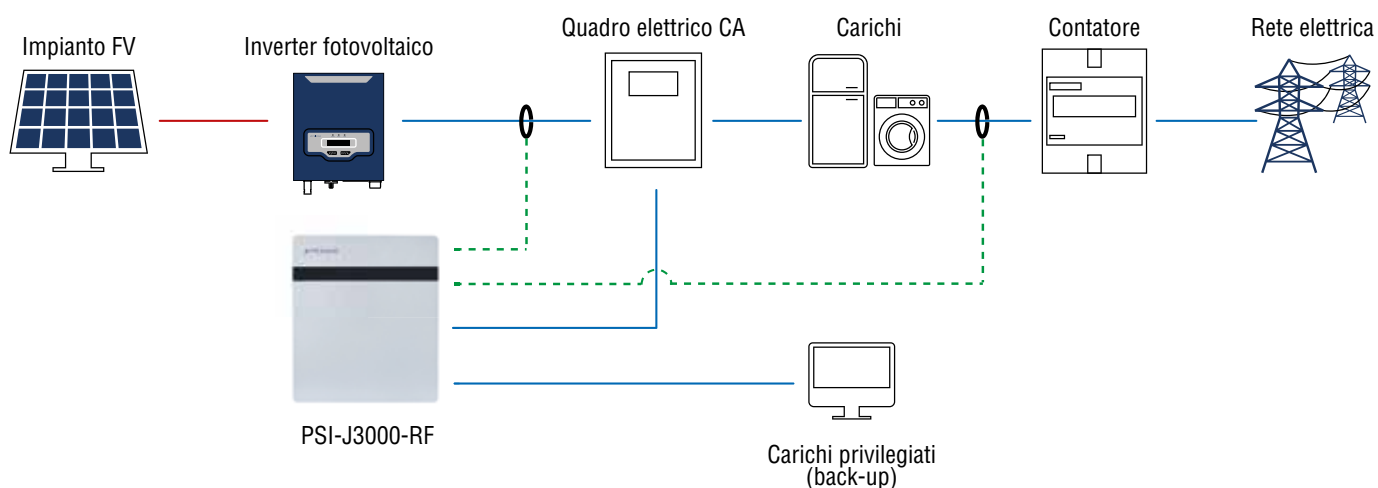 Impianto FV
Inverter fotovoltaico
Quadro elettrico CA
Carichi
Contatore
Rete elettrica
PSI-J3000-RF
Carichi privilegiati
(back-up)